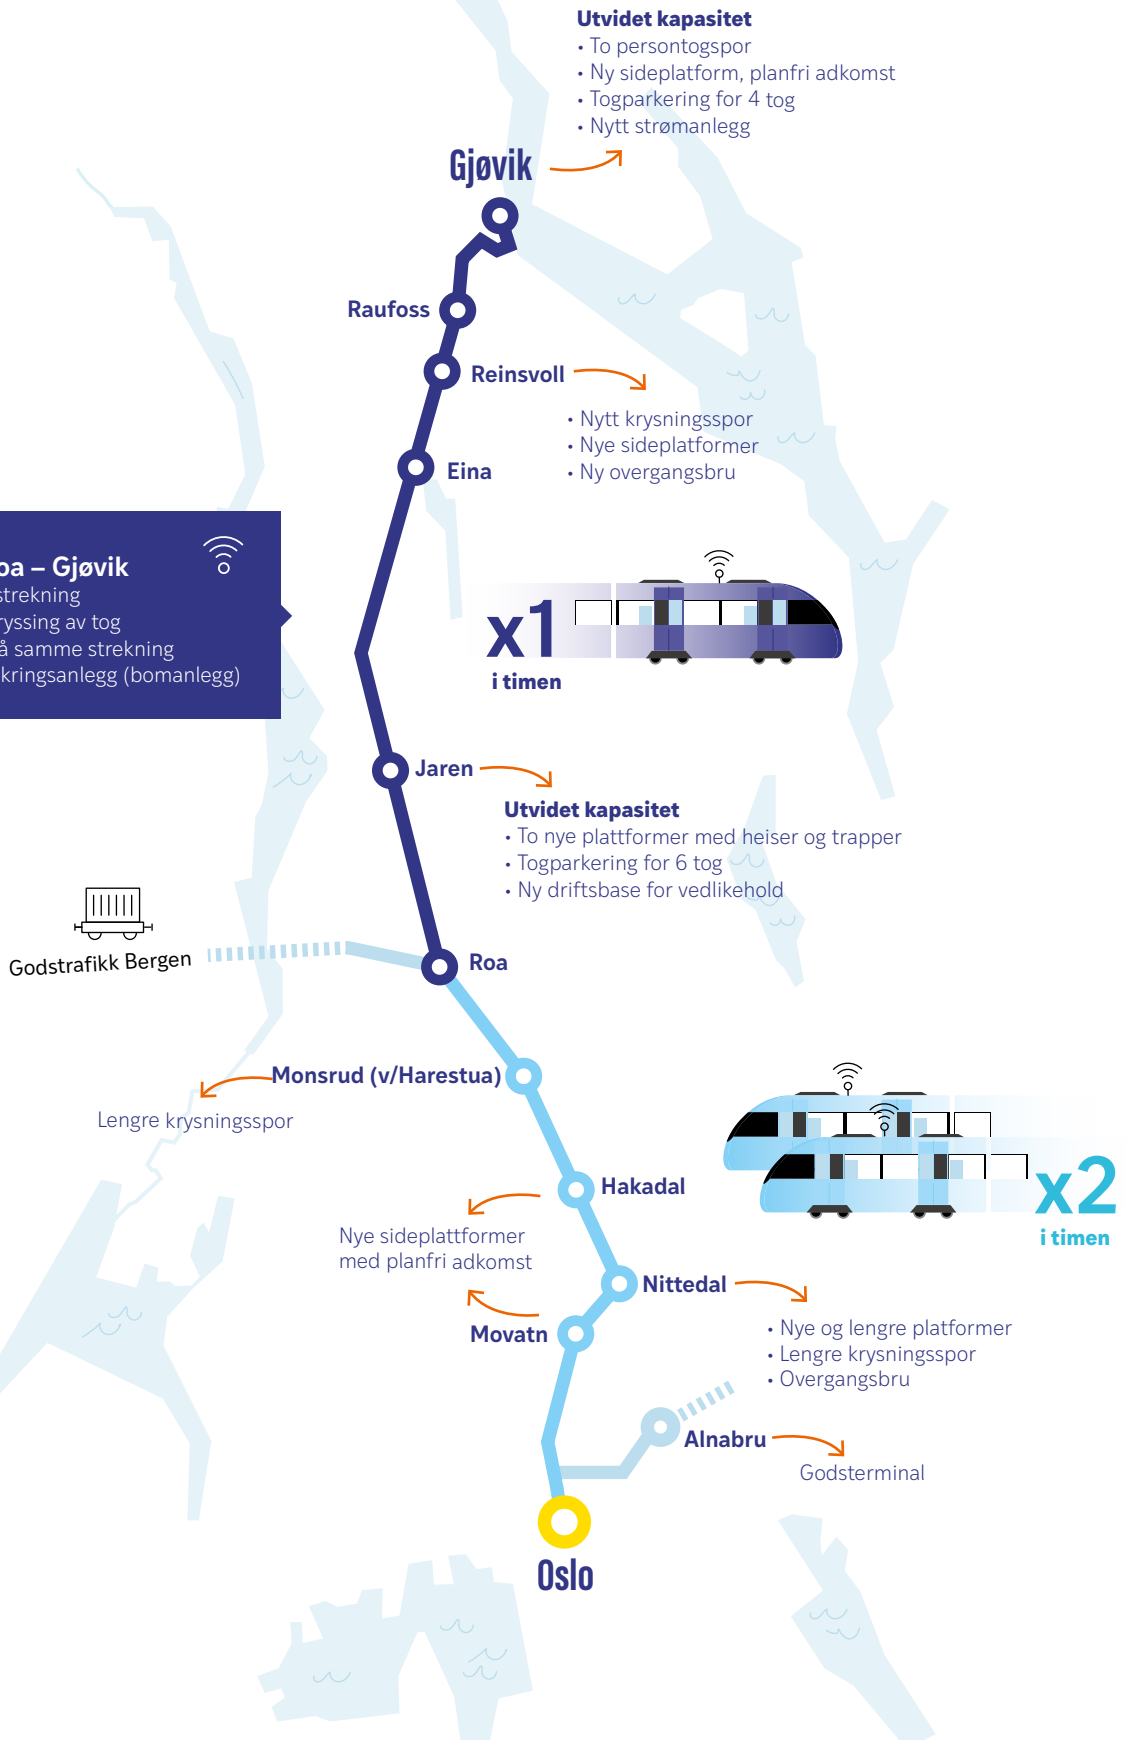 Utvidet kapasitet
• To persontogspor
• Ny sideplatform, planfri adkomst
• Togparkering for 4 tog
• Nytt strømanlegg
Gjøvik
Raufoss
Reinsvoll
• Nytt krysningsspor
• Nye sideplatformer
• Ny overgangsbru
Eina
oa – Gjøvik
strekning
ryssing av tog
å samme strekning
kringsanlegg (bomanlegg)
x1
i timen
Jaren
Utvidet kapasitet
• To nye plattformer med heiser og trapper
• Togparkering for 6 tog
• Ny driftsbase for vedlikehold
Godstrafikk Bergen
Roa
Monsrud (v/Harestua)
Lengre krysningsspor
Hakadal
Nye sideplattformer
med planfri adkomst
x2
i timen
Nittedal
• Nye og lengre platformer
• Lengre krysningsspor
• Overgangsbru
Movatn
Alnabru
Godsterminal
Oslo